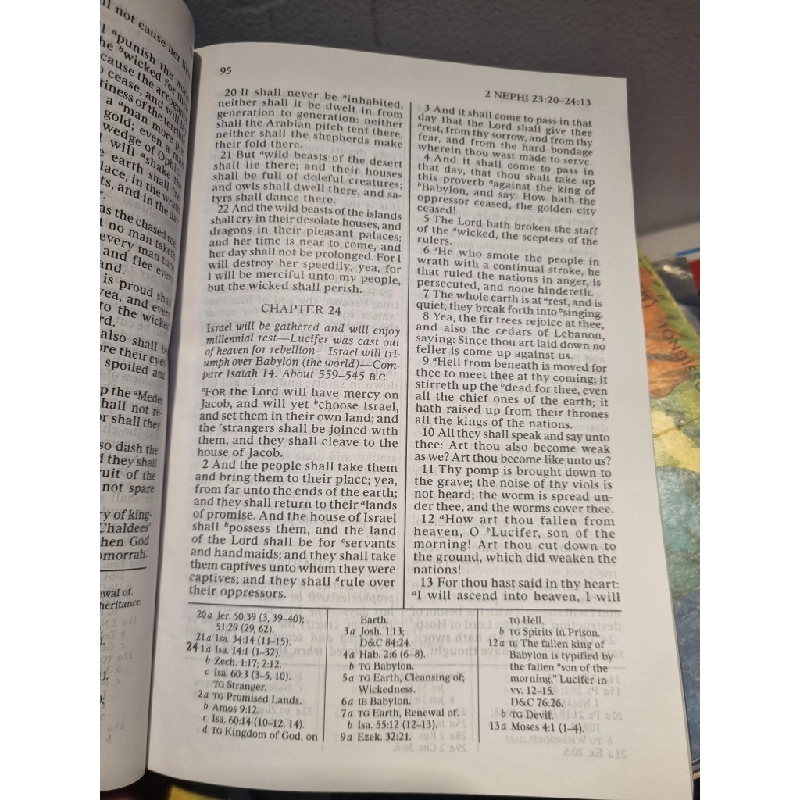 95
2 NEPHI 23:20–24:13
20 It shall never be ᵃinhabited,
neither shall it be dwelt in from
generation to generation: neither
shall the Arabian pitch tent there;
neither shall the shepherds make
their fold there.
21 But ᵃwild beasts of the desert
shall lie there; and their houses
shall be full of doleful creatures;
and owls shall dwell there, and sa-
tyrs shall dance there.
22 And the wild beasts of the islands
shall cry in their desolate houses, and
dragons in their pleasant palaces;
and her time is near to come, and
her day shall not be prolonged. For I
will destroy her speedily; yea, for
I will be merciful unto my people,
but the wicked shall perish.
CHAPTER 24
Israel will be gathered and will enjoy
millennial rest—Lucifer was cast out
of heaven for rebellion—Israel will tri-
umph over Babylon (the world)—Com-
pare Isaiah 14. About 559–545 B.C.
ᵃFOR the Lord will have mercy on
Jacob, and will yet ᵇchoose Israel,
and set them in their own land; and
the ᶜstrangers shall be joined with
them, and they shall cleave to the
house of Jacob.
2 And the people shall take them
and bring them to their place; yea,
from far unto the ends of the earth;
and they shall return to their ᵃlands
of promise. And the house of Israel
shall ᵇpossess them, and the land
of the Lord shall be for ᶜservants
and handmaids; and they shall take
them captives unto whom they were
captives; and they shall ᵈrule over
their oppressors.
3 And it shall come to pass in that
day that the Lord shall give thee
ᵃrest, from thy sorrow, and from thy
fear, and from the hard bondage
wherein thou wast made to serve.
4 And it shall come to pass in
that day, that thou shalt take up
this proverb ᵃagainst the king of
ᵇBabylon, and say: How hath the
oppressor ceased, the golden city
ceased!
5 The Lord hath broken the staff
of the ᵃwicked, the scepters of the
rulers.
6 ᵃHe who smote the people in
wrath with a continual stroke, he
that ruled the nations in anger, is
persecuted, and none hindereth.
7 The whole earth is at ᵃrest, and is
quiet; they break forth into ᵇsinging.
8 Yea, the fir trees rejoice at thee,
and also the cedars of Lebanon,
saying: Since thou art laid down no
feller is come up against us.
9 ᵃHell from beneath is moved for
thee to meet thee at thy coming; it
stirreth up the ᵇdead for thee, even
all the chief ones of the earth; it
hath raised up from their thrones
all the kings of the nations.
10 All they shall speak and say unto
thee: Art thou also become weak
as we? Art thou become like unto us?
11 Thy pomp is brought down to
the grave; the noise of thy viols is
not heard; the worm is spread un-
der thee, and the worms cover thee.
12 ᵃHow art thou fallen from
heaven, O ᵇLucifer, son of the
morning! Art thou cut down to
the ground, which did weaken the
nations!
13 For thou hast said in thy heart:
ᵃI will ascend into heaven, I will
20a Jer. 50:39 (3, 39–40);
51:29 (29, 62).
21a Isa. 34:14 (11–15).
24 1a Isa. 14:1 (1–32).
b Zech. 1:17; 2:12.
c Isa. 60:3 (3–5, 10).
TG Stranger.
2a TG Promised Lands.
b Amos 9:12.
c Isa. 60:14 (10–12, 14).
d TG Kingdom of God, on
Earth.
3a Josh. 1:13;
D&C 84:24.
4a Hab. 2:6 (6–8).
b TG Babylon.
5a TG Earth, Cleansing of;
Wickedness.
6a IE Babylon.
7a TG Earth, Renewal of.
b Isa. 55:12 (12–13).
9a Ezek. 32:21.
TG Hell.
b TG Spirits in Prison.
12a IE The fallen king of
Babylon is typified by
the fallen "son of the
morning," Lucifer in
vv. 12–15.
D&C 76:26.
b TG Devil.
13a Moses 4:1 (1–4).